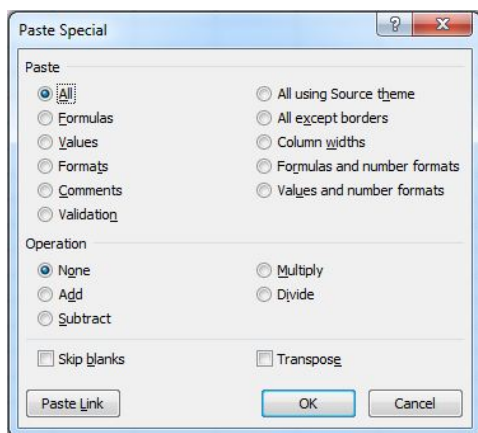 Paste Special
Paste
All
All using Source theme
Formulas
All except borders
Values
Column widths
Formats
Formulas and number formats
Comments
Values and number formats
Validation
Operation
None
Multiply
Add
Divide
Subtract
Skip blanks
Transpose
Paste Link
OK
Cancel